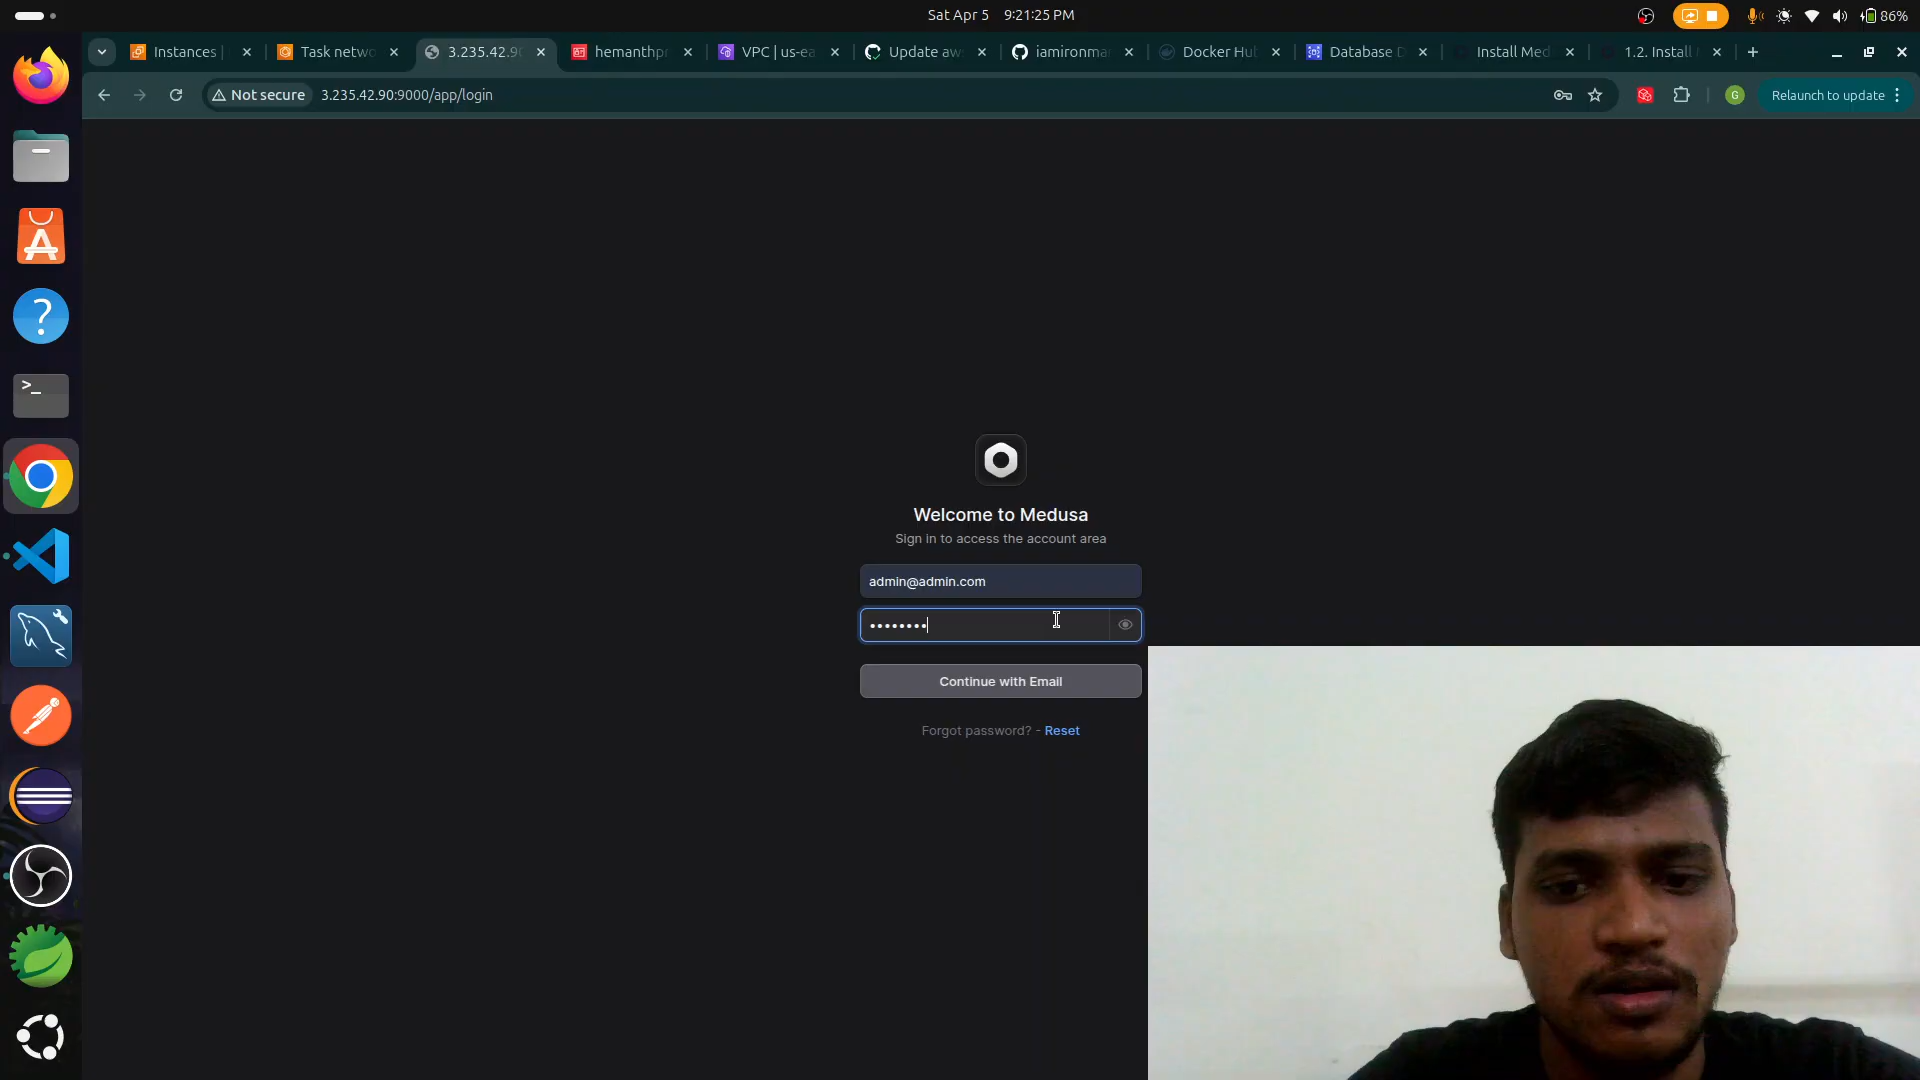 Sat Apr 5 9:21:25 PM
86%
Instances |
Task netwo
3.235.42.90
hemanthpr
VPC | us-ea
Update aw
iamironma
Docker Hub
Database D
Install Med
1.2. Install
Not secure
3.235.42.90:9000/app/login
G
Relaunch to update
Welcome to Medusa
Sign in to access the account area
admin@admin.com
••••••••
Continue with Email
Forgot password? - Reset